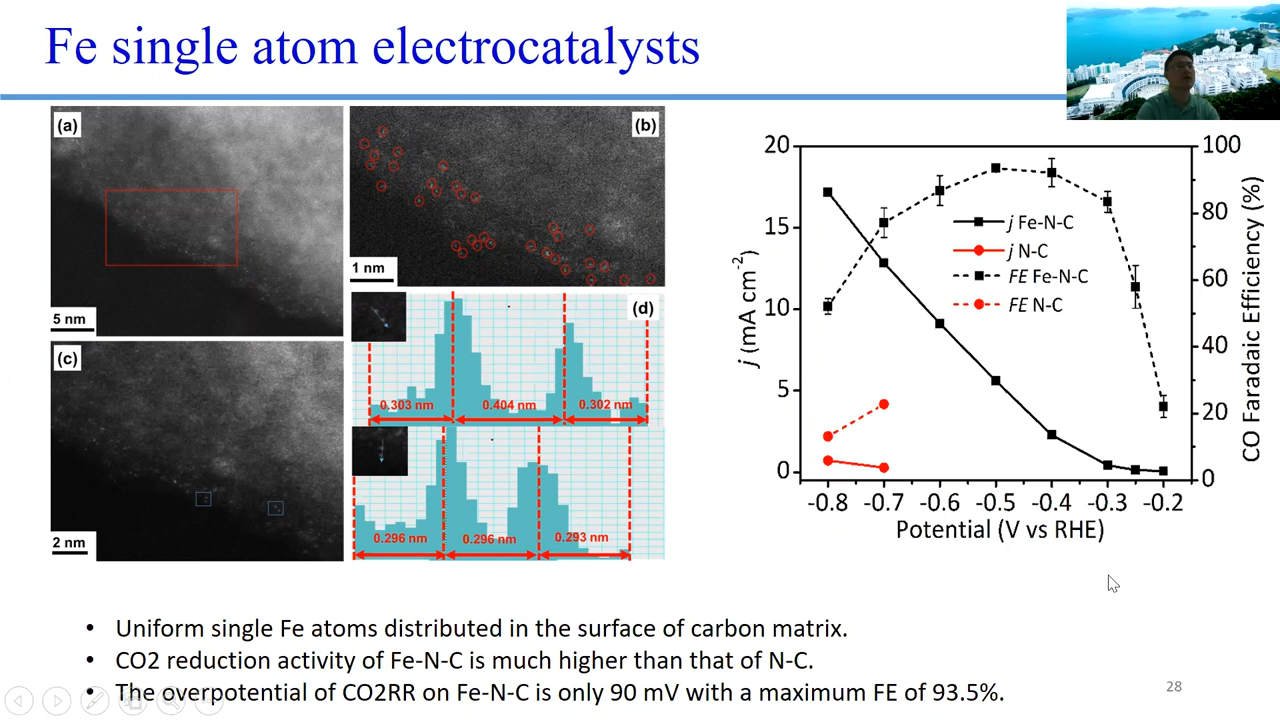 Fe single atom electrocatalysts
(a)
5 nm
(b)
1 nm
(c)
2 nm
(d)
0.303 nm 0.404 nm 0.302 nm
0.296 nm 0.296 nm 0.293 nm
20
15
10
5
0
j (mA cm-2)
j Fe-N-C
j N-C
FE Fe-N-C
FE N-C
100
80
60
40
20
0
CO Faradaic Efficiency (%)
-0.8 -0.7 -0.6 -0.5 -0.4 -0.3 -0.2
Potential (V vs RHE)
• Uniform single Fe atoms distributed in the surface of carbon matrix.
• CO2 reduction activity of Fe-N-C is much higher than that of N-C.
• The overpotential of CO2RR on Fe-N-C is only 90 mV with a maximum FE of 93.5%.
28